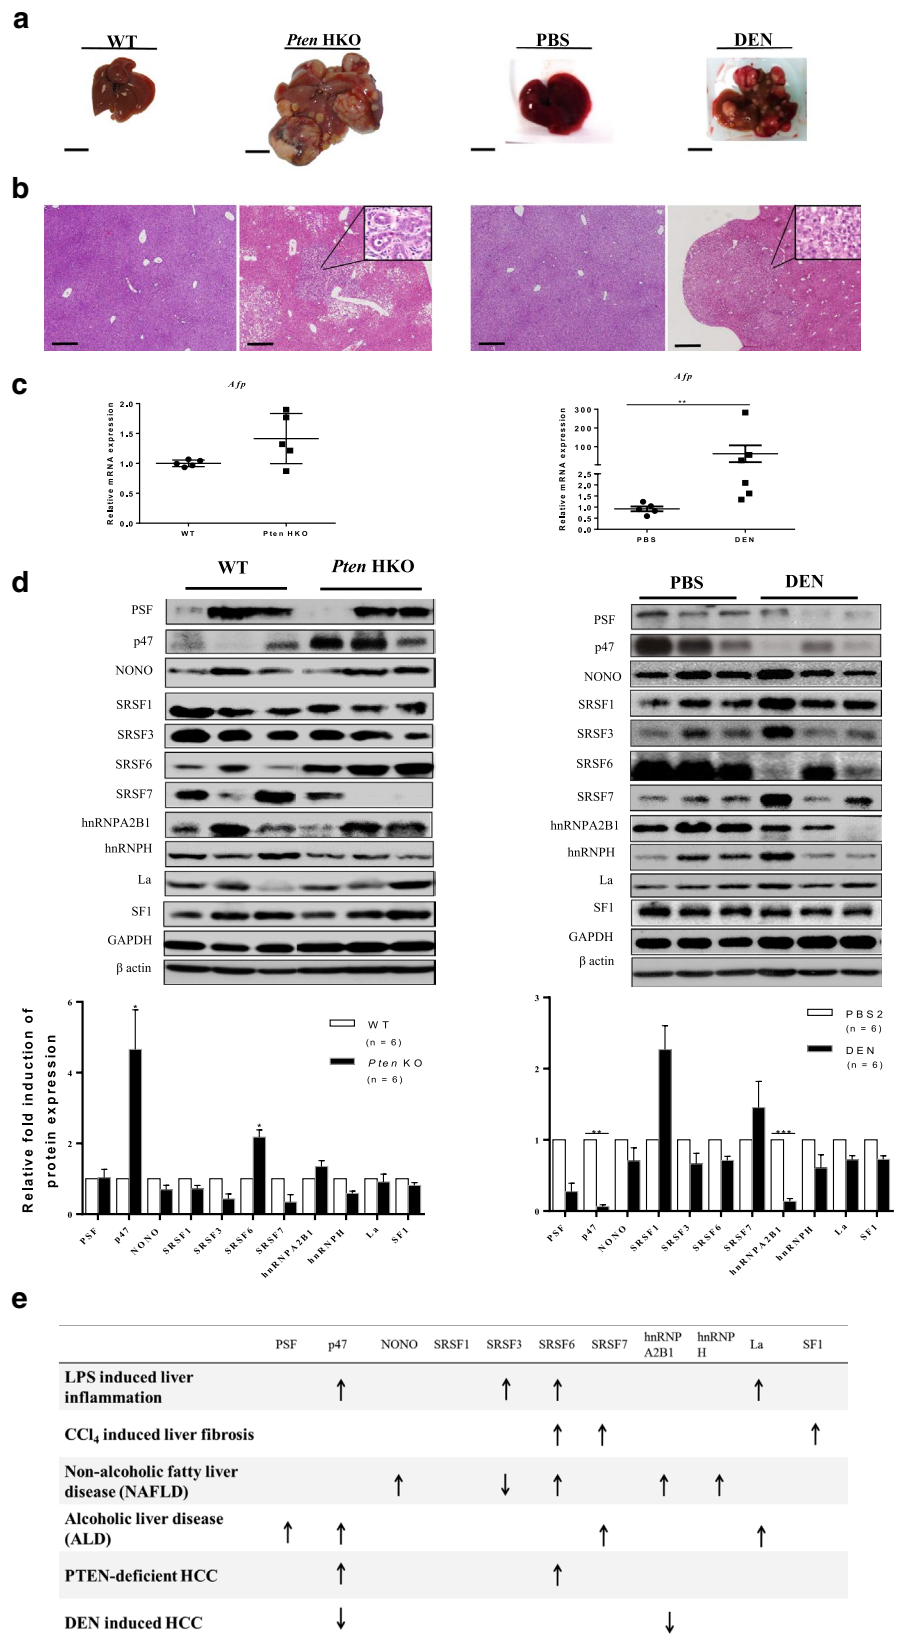 a
WT
Pten HKO
PBS
DEN
b
c
Afp
Relative mRNA expression
2.0
1.5
1.0
0.5
0.0
WT
Pten HKO
Afp
**
Relative mRNA expression
300
200
100
2.5
2.0
1.5
1.0
0.5
0.0
PBS
DEN
d
WT
Pten HKO
PSF
p47
NONO
SRSF1
SRSF3
SRSF6
SRSF7
hnRNPA2B1
hnRNPH
La
SF1
GAPDH
β actin
PBS
DEN
PSF
p47
NONO
SRSF1
SRSF3
SRSF6
SRSF7
hnRNPA2B1
hnRNPH
La
SF1
GAPDH
β actin
Relative fold induction of
protein expression
6
4
2
0
*
*
WT
(n = 6)
Pten KO
(n = 6)
PSF
p47
NONO
SRSF1
SRSF3
SRSF6
SRSF7
hnRNPA2B1
hnRNPH
La
SF1
3
2
1
0
**
***
PBS2
(n = 6)
DEN
(n = 6)
PSF
p47
NONO
SRSF1
SRSF3
SRSF6
SRSF7
hnRNPA2B1
hnRNPH
La
SF1
e
PSF p47 NONO SRSF1 SRSF3 SRSF6 SRSF7 hnRNP A2B1 hnRNP H La SF1
LPS induced liver
inflammation ↑ ↑ ↑ ↑
CCl4 induced liver fibrosis ↑ ↑ ↑
Non-alcoholic fatty liver
disease (NAFLD) ↑ ↓ ↑ ↑ ↑
Alcoholic liver disease
(ALD) ↑ ↑ ↑ ↑
PTEN-deficient HCC ↑ ↑
DEN induced HCC ↓ ↓